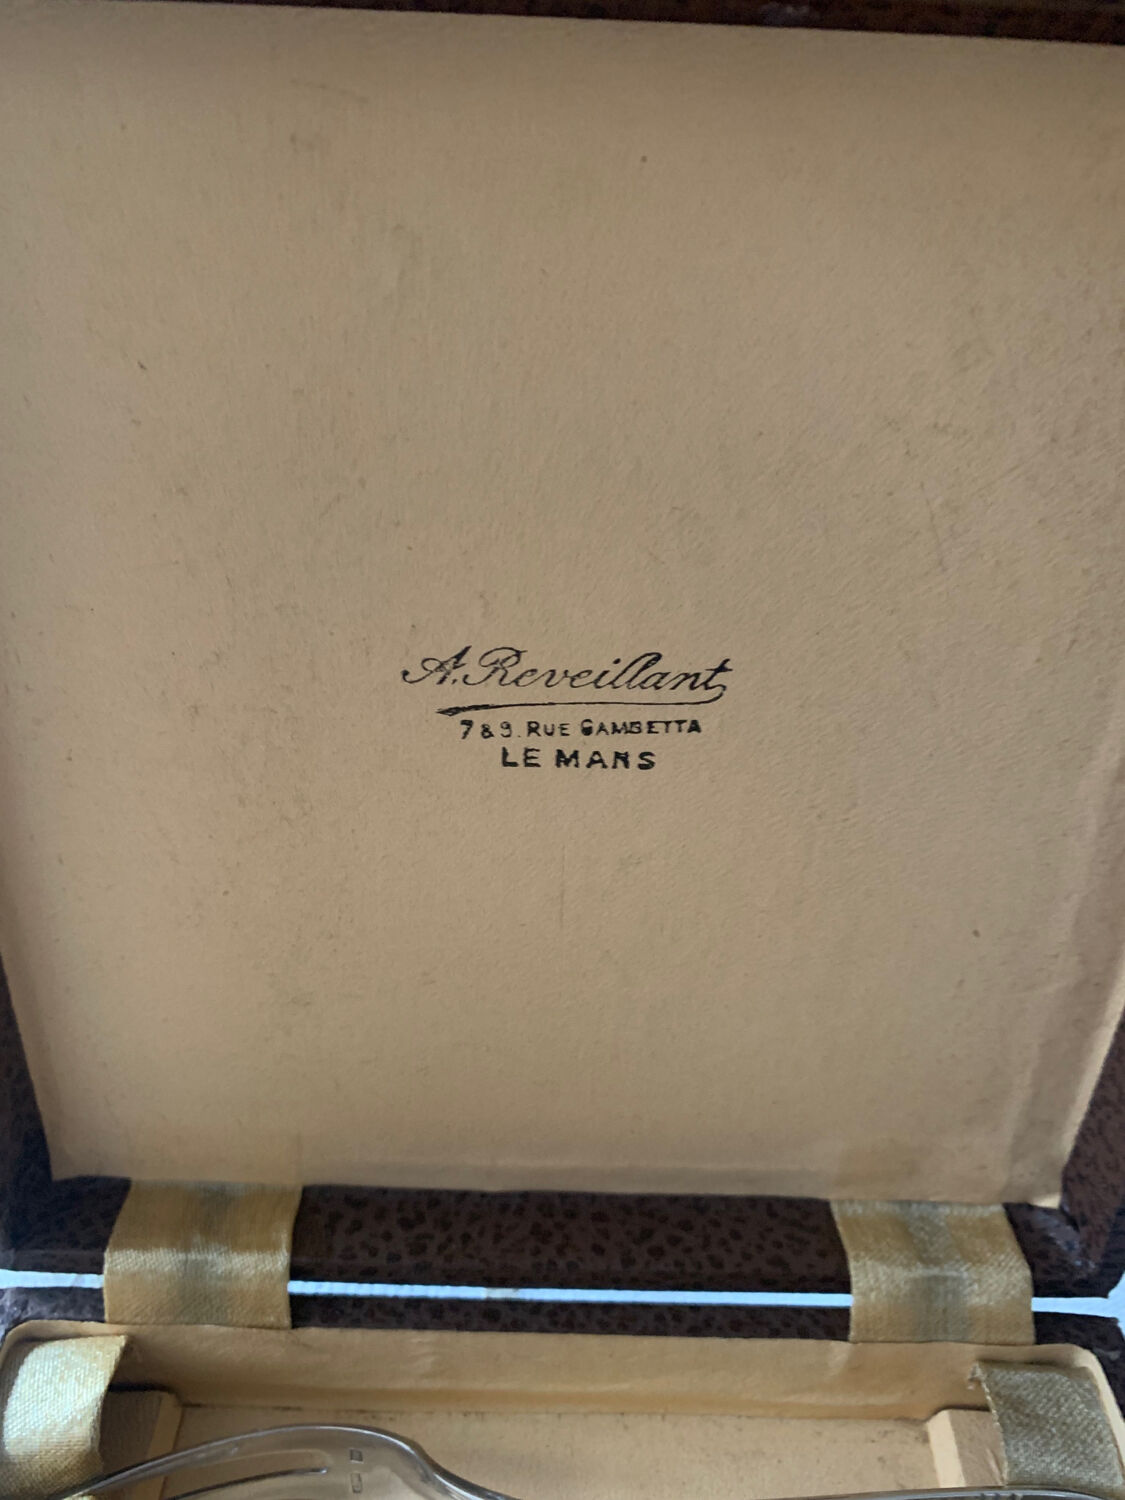 A. Reveillant
7 & 9. RUE GAMBETTA
LE MANS